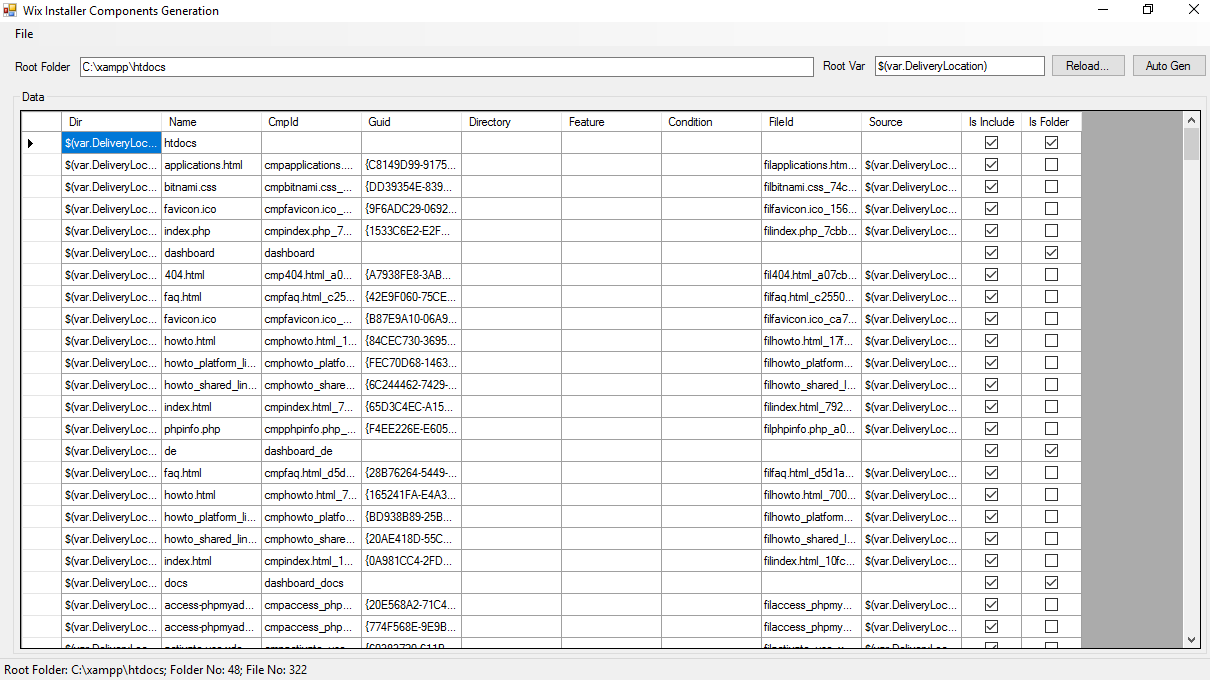 Wix Installer Components Generation
File
Root Folder C:\xampp\htdocs Root Var $(var.DeliveryLocation) Reload... Auto Gen
Data
Dir Name CmpId Guid Directory Feature Condition FileId Source Is Include Is Folder
$(var.DeliveryLoc... htdocs
$(var.DeliveryLoc... applications.html cmpapplications.... {C8149D99-9175... filapplications.htm... $(var.DeliveryLoc...
$(var.DeliveryLoc... bitnami.css cmpbitnami.css_... {DD39354E-839... filbitnami.css_74c... $(var.DeliveryLoc...
$(var.DeliveryLoc... favicon.ico cmpfavicon.ico_... {9F6ADC29-0692... filfavicon.ico_156... $(var.DeliveryLoc...
$(var.DeliveryLoc... index.php cmpindex.php_7... {1533C6E2-E2F... filindex.php_7cbb... $(var.DeliveryLoc...
$(var.DeliveryLoc... dashboard dashboard
$(var.DeliveryLoc... 404.html cmp404.html_a0... {A7938FE8-3AB... fil404.html_a07cb... $(var.DeliveryLoc...
$(var.DeliveryLoc... faq.html cmpfaq.html_c25... {42E9F060-75CE... filfaq.html_c2550... $(var.DeliveryLoc...
$(var.DeliveryLoc... favicon.ico cmpfavicon.ico_... {B87E9A10-06A9... filfavicon.ico_ca7... $(var.DeliveryLoc...
$(var.DeliveryLoc... howto.html cmphowto.html_1... {84CEC730-3695... filhowto.html_17f... $(var.DeliveryLoc...
$(var.DeliveryLoc... howto_platform_li... cmphowto_platfo... {FEC70D68-1463... filhowto_platform... $(var.DeliveryLoc...
$(var.DeliveryLoc... howto_shared_lin... cmphowto_share... {6C244462-7429-... filhowto_shared_l... $(var.DeliveryLoc...
$(var.DeliveryLoc... index.html cmpindex.html_7... {65D3C4EC-A15... filindex.html_792... $(var.DeliveryLoc...
$(var.DeliveryLoc... phpinfo.php cmpphpinfo.php_... {F4EE226E-E605... filphpinfo.php_a0... $(var.DeliveryLoc...
$(var.DeliveryLoc... de dashboard_de
$(var.DeliveryLoc... faq.html cmpfaq.html_d5d... {28B76264-5449-... filfaq.html_d5d1a... $(var.DeliveryLoc...
$(var.DeliveryLoc... howto.html cmphowto.html_7... {165241FA-E4A3... filhowto.html_700... $(var.DeliveryLoc...
$(var.DeliveryLoc... howto_platform_li... cmphowto_platfo... {BD938B89-25B... filhowto_platform... $(var.DeliveryLoc...
$(var.DeliveryLoc... howto_shared_lin... cmphowto_share... {20AE418D-55C... filhowto_shared_l... $(var.DeliveryLoc...
$(var.DeliveryLoc... index.html cmpindex.html_1... {0A981CC4-2FD... filindex.html_10fc... $(var.DeliveryLoc...
$(var.DeliveryLoc... docs dashboard_docs
$(var.DeliveryLoc... access-phpmyad... cmpaccess_php... {20E568A2-71C4... filaccess_phpmy... $(var.DeliveryLoc...
$(var.DeliveryLoc... access-phpmyad... cmpaccess_php... {774F568E-9E9B... filaccess_phpmy... $(var.DeliveryLoc...
Root Folder: C:\xampp\htdocs; Folder No: 48; File No: 322